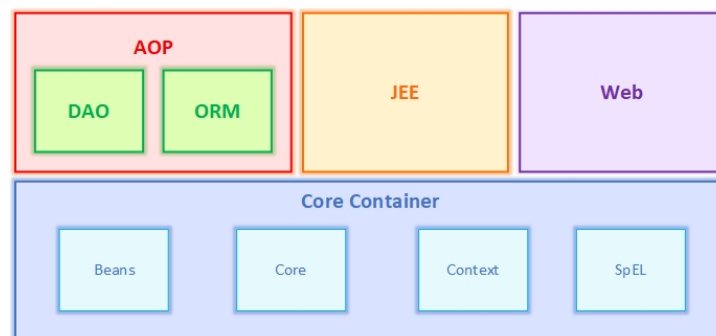 AOP
DAO
ORM
JEE
Web
Core Container
Beans
Core
Context
SpEL